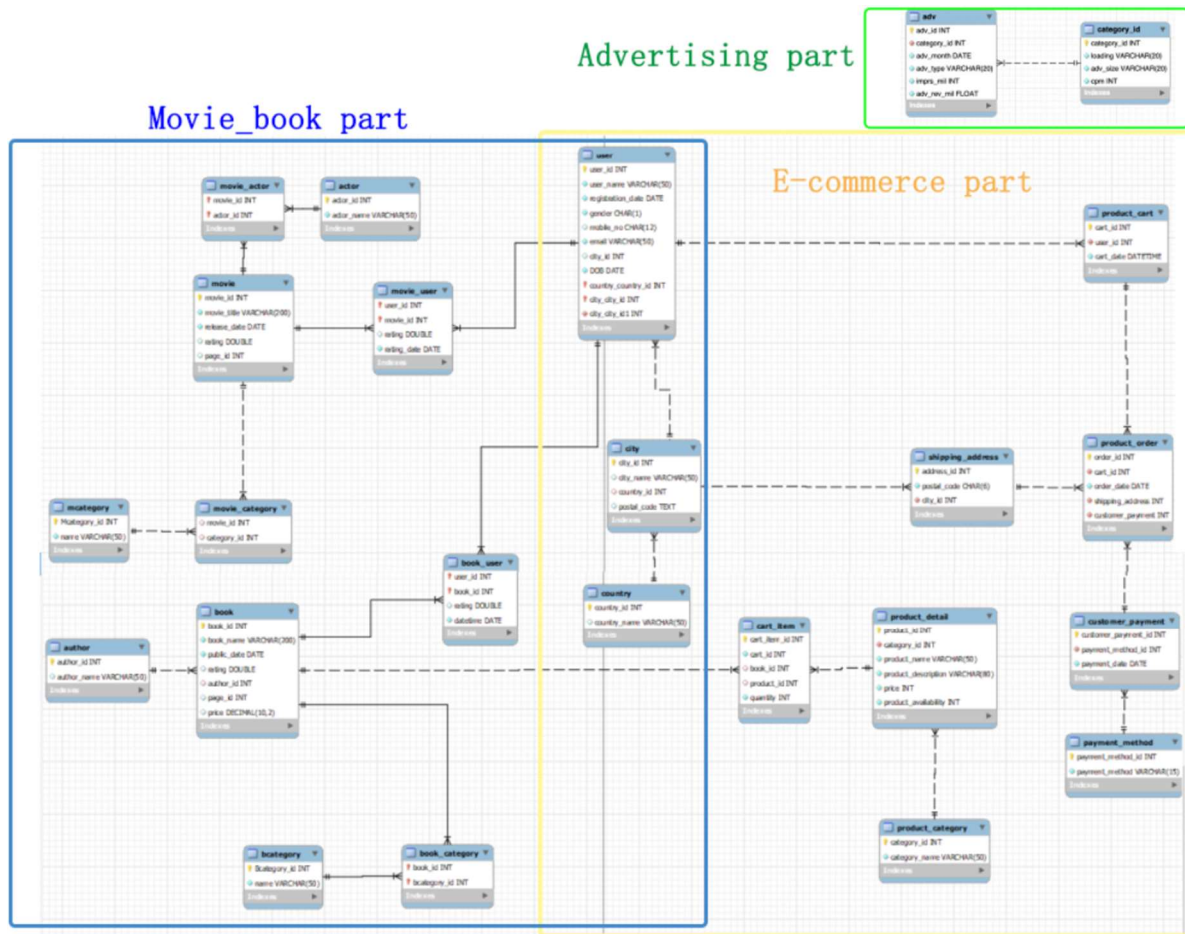 Advertising part
adv
adv_id INT
category_id INT
adv_month DATE
adv_type VARCHAR(20)
imprs_mil INT
adv_rev_mil FLOAT
Indexes
category_id
category_id INT
loading VARCHAR(20)
adv_size VARCHAR(20)
cpm INT
Indexes
Movie_book part
E-commerce part
movie_actor
movie_id INT
actor_id INT
Indexes
actor
actor_id INT
actor_name VARCHAR(50)
Indexes
movie
movie_id INT
movie_title VARCHAR(200)
release_date DATE
rating DOUBLE
page_id INT
Indexes
movie_user
user_id INT
movie_id INT
rating DOUBLE
rating_date DATE
Indexes
user
user_id INT
user_name VARCHAR(50)
registration_date DATE
gender CHAR(1)
mobile_no CHAR(12)
email VARCHAR(50)
city_id INT
DOB DATE
country_country_id INT
city_city_id INT
city_city_id1 INT
Indexes
product_cart
cart_id INT
user_id INT
cart_date DATETIME
Indexes
mcategory
Mcategory_id INT
name VARCHAR(50)
Indexes
movie_category
movie_id INT
category_id INT
Indexes
city
city_id INT
city_name VARCHAR(50)
country_id INT
postal_code TEXT
Indexes
shipping_address
address_id INT
postal_code CHAR(6)
city_id INT
Indexes
product_order
order_id INT
cart_id INT
order_date DATE
shipping_address INT
customer_payment INT
Indexes
book_user
user_id INT
book_id INT
rating DOUBLE
datetime DATE
Indexes
country
country_id INT
country_name VARCHAR(50)
Indexes
author
author_id INT
author_name VARCHAR(50)
Indexes
book
book_id INT
book_name VARCHAR(200)
public_date DATE
rating DOUBLE
author_id INT
page_id INT
price DECIMAL(10,2)
Indexes
cart_item
cart_item_id INT
cart_id INT
book_id INT
product_id INT
quantity INT
Indexes
product_detail
product_id INT
category_id INT
product_name VARCHAR(50)
product_description VARCHAR(80)
price INT
product_availability INT
Indexes
customer_payment
customer_payment_id INT
payment_method_id INT
payment_date DATE
Indexes
payment_method
payment_method_id INT
payment_method VARCHAR(15)
Indexes
bcategory
Bcategory_id INT
name VARCHAR(50)
Indexes
book_category
book_id INT
bcategory_id INT
Indexes
product_category
category_id INT
category_name VARCHAR(50)
Indexes